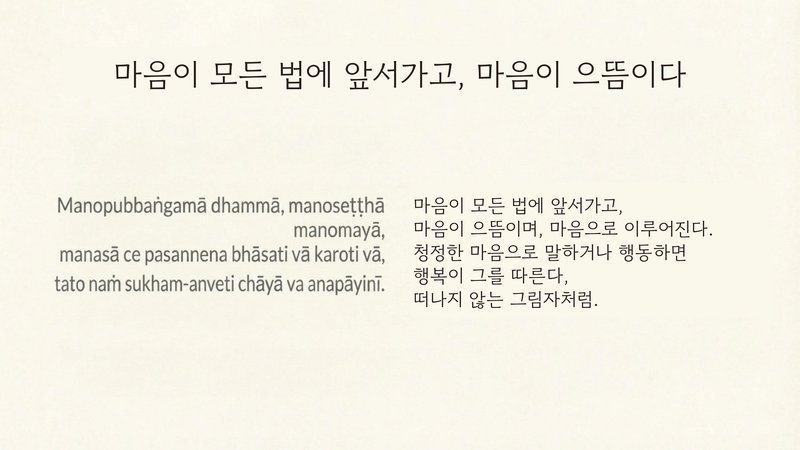 마음이 모든 법에 앞서가고, 마음이 으뜸이다
Manopubbaṅgamā dhammā, manoseṭṭhā
manomayā,
manasā ce pasannena bhāsati vā karoti vā,
tato naṁ sukham-anveti chāyā va anapāyinī.
마음이 모든 법에 앞서가고,
마음이 으뜸이며, 마음으로 이루어진다.
청정한 마음으로 말하거나 행동하면
행복이 그를 따른다,
떠나지 않는 그림자처럼.